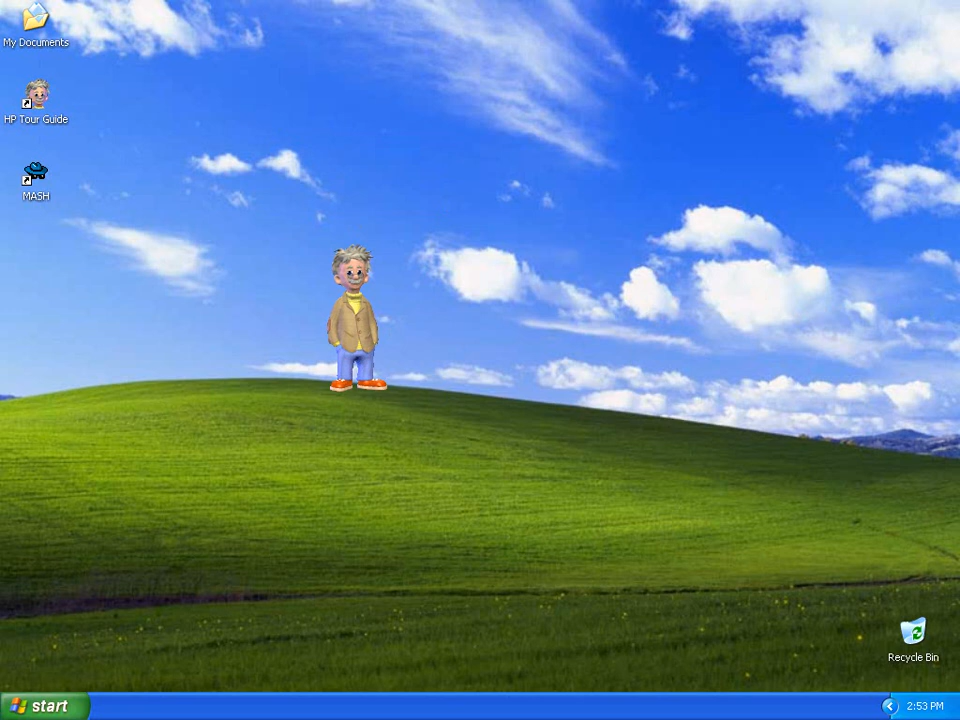 My Documents
HP Tour Guide
MASH
Recycle Bin
start
2:53 PM